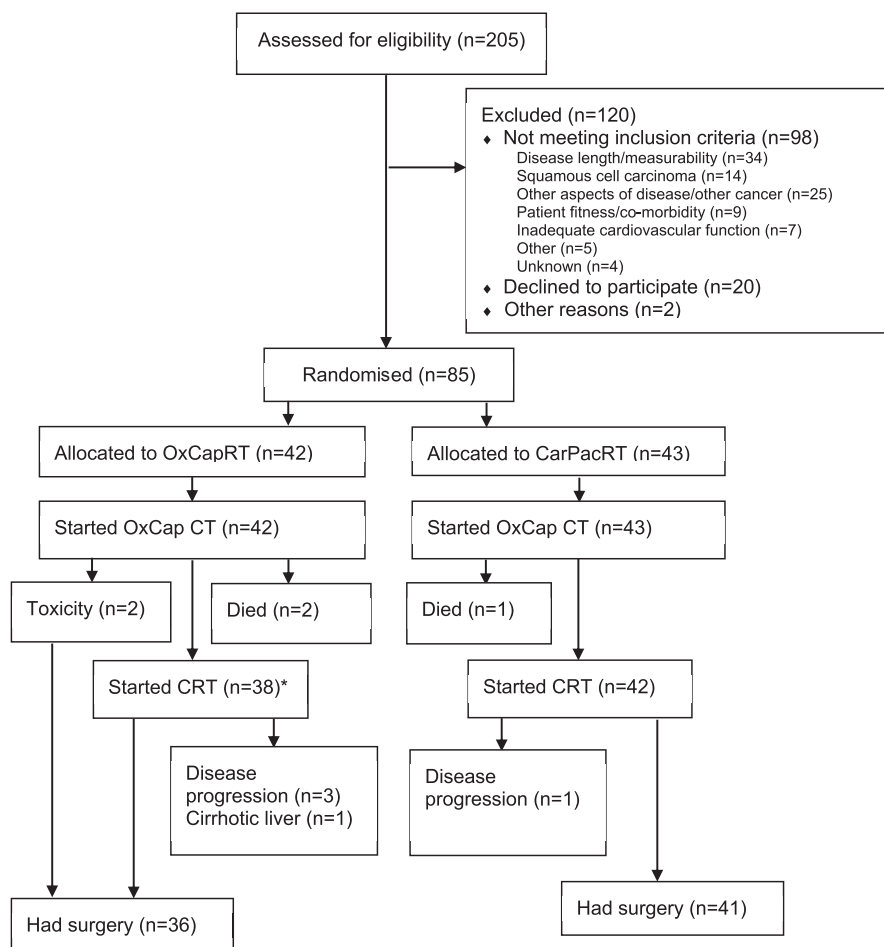 Assessed for eligibility (n=205)
Excluded (n=120)
♦ Not meeting inclusion criteria (n=98)
Disease length/measurability (n=34)
Squamous cell carcinoma (n=14)
Other aspects of disease/other cancer (n=25)
Patient fitness/co-morbidity (n=9)
Inadequate cardiovascular function (n=7)
Other (n=5)
Unknown (n=4)
♦ Declined to participate (n=20)
♦ Other reasons (n=2)
Randomised (n=85)
Allocated to OxCapRT (n=42)
Allocated to CarPacRT (n=43)
Started OxCap CT (n=42)
Started OxCap CT (n=43)
Toxicity (n=2)
Died (n=2)
Died (n=1)
Started CRT (n=38)*
Started CRT (n=42)
Disease
progression (n=3)
Cirrhotic liver (n=1)
Disease
progression (n=1)
Had surgery (n=36)
Had surgery (n=41)